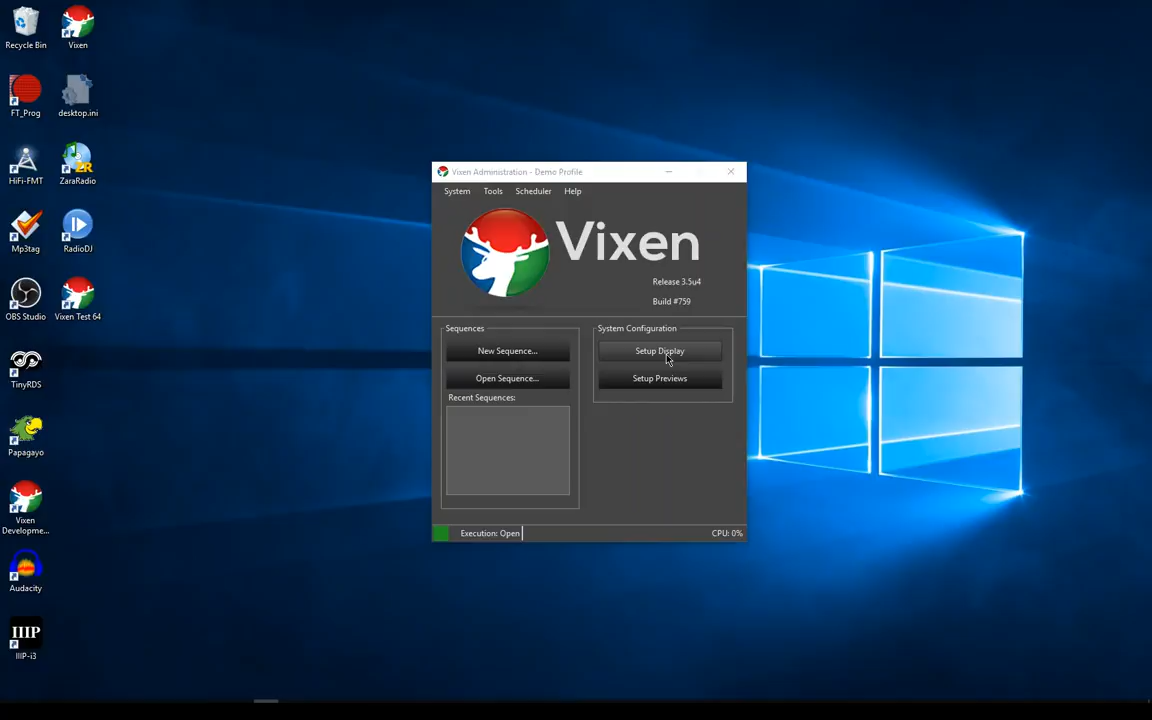 Recycle Bin
Vixen
FT_Prog
desktop.ini
HiFi-FMT
ZaraRadio
2R
Mp3tag
RadioDJ
OBS Studio
Vixen Test 64
TinyRDS
Papagayo
Vixen
Developme...
Audacity
IIIP
IIIP-i3
Vixen Administration - Demo Profile
System
Tools
Scheduler
Help
Vixen
Release 3.5u4
Build #759
Sequences
New Sequence...
Open Sequence...
Recent Sequences:
System Configuration
Setup Display
Setup Previews
Execution: Open
CPU: 0%